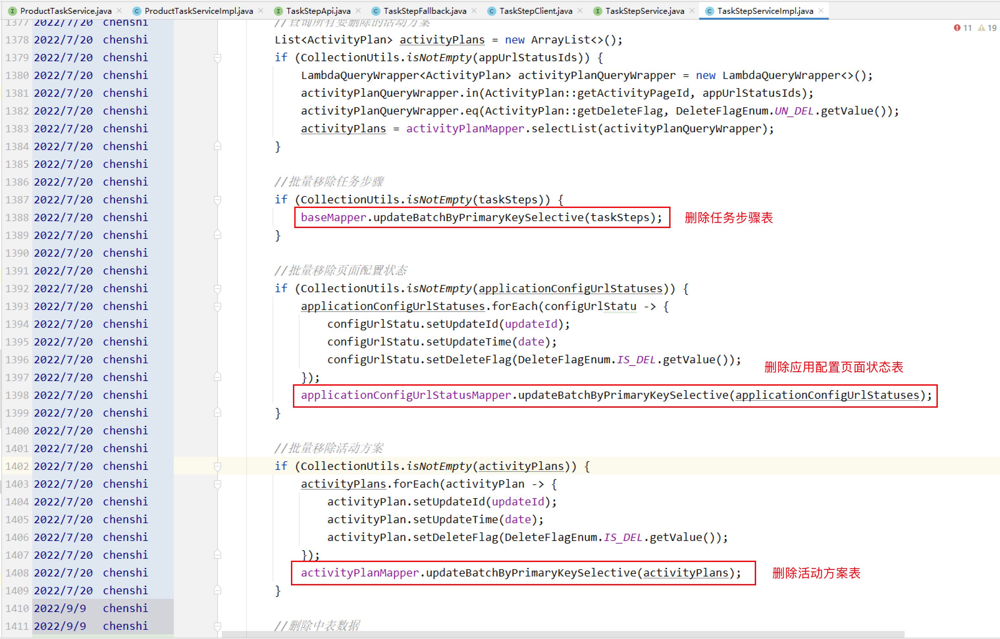 ProductTaskService.java ProductTaskServiceImpl.java TaskStepApi.java TaskStepFallback.java TaskStepClient.java TaskStepService.java TaskStepServiceImpl.java
1377 2022/7/20 chenshi //查询所有要删除的活动方案
11 19
1378 2022/7/20 chenshi List<ActivityPlan> activityPlans = new ArrayList<>();
1379 2022/7/20 chenshi if (CollectionUtils.isNotEmpty(appUrlStatusIds)) {
1380 2022/7/20 chenshi LambdaQueryWrapper<ActivityPlan> activityPlanQueryWrapper = new LambdaQueryWrapper<>();
1381 2022/7/20 chenshi activityPlanQueryWrapper.in(ActivityPlan::getActivityPageId, appUrlStatusIds);
1382 2022/7/20 chenshi activityPlanQueryWrapper.eq(ActivityPlan::getDeleteFlag, DeleteFlagEnum.UN_DEL.getValue());
1383 2022/7/20 chenshi activityPlans = activityPlanMapper.selectList(activityPlanQueryWrapper);
1384 2022/7/20 chenshi }
1385 2022/7/20 chenshi
1386 2022/7/20 chenshi //批量移除任务步骤
1387 2022/7/20 chenshi if (CollectionUtils.isNotEmpty(taskSteps)) {
1388 2022/7/20 chenshi baseMapper.updateBatchByPrimaryKeySelective(taskSteps); 删除任务步骤表
1389 2022/7/20 chenshi }
1390 2022/7/20 chenshi
1391 2022/7/20 chenshi //批量移除页面配置状态
1392 2022/7/20 chenshi if (CollectionUtils.isNotEmpty(applicationConfigUrlStatuses)) {
1393 2022/7/20 chenshi applicationConfigUrlStatuses.forEach(configUrlStatu -> {
1394 2022/7/20 chenshi configUrlStatu.setUpdateId(updateId);
1395 2022/7/20 chenshi configUrlStatu.setUpdateTime(date);
1396 2022/7/20 chenshi configUrlStatu.setDeleteFlag(DeleteFlagEnum.IS_DEL.getValue());
删除应用配置页面状态表
1397 2022/7/20 chenshi });
1398 2022/7/20 chenshi applicationConfigUrlStatusMapper.updateBatchByPrimaryKeySelective(applicationConfigUrlStatuses);
1399 2022/7/20 chenshi }
1400 2022/7/20 chenshi
1401 2022/7/20 chenshi //批量移除活动方案
1402 2022/7/20 chenshi if (CollectionUtils.isNotEmpty(activityPlans)) {
1403 2022/7/20 chenshi activityPlans.forEach(activityPlan -> {
1404 2022/7/20 chenshi activityPlan.setUpdateId(updateId);
1405 2022/7/20 chenshi activityPlan.setUpdateTime(date);
1406 2022/7/20 chenshi activityPlan.setDeleteFlag(DeleteFlagEnum.IS_DEL.getValue());
1407 2022/7/20 chenshi });
1408 2022/7/20 chenshi activityPlanMapper.updateBatchByPrimaryKeySelective(activityPlans); 删除活动方案表
1409 2022/7/20 chenshi }
1410 2022/9/9 chenshi
1411 2022/9/9 chenshi //删除中表数据